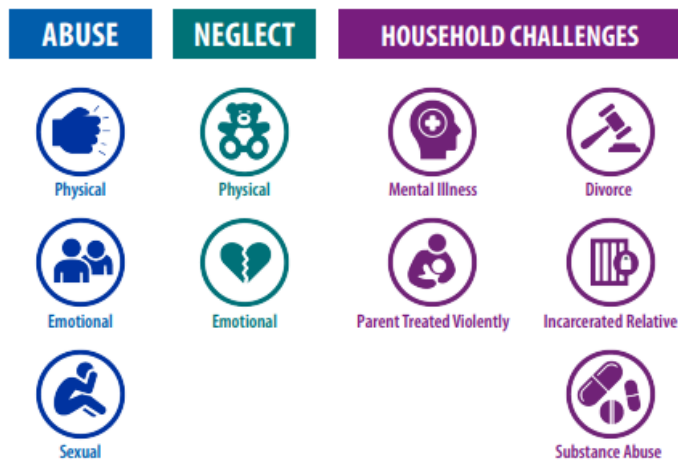 ABUSE
NEGLECT
HOUSEHOLD CHALLENGES
Physical
Physical
Mental Illness
Divorce
Emotional
Emotional
Parent Treated Violently
Incarcerated Relative
Sexual
Substance Abuse